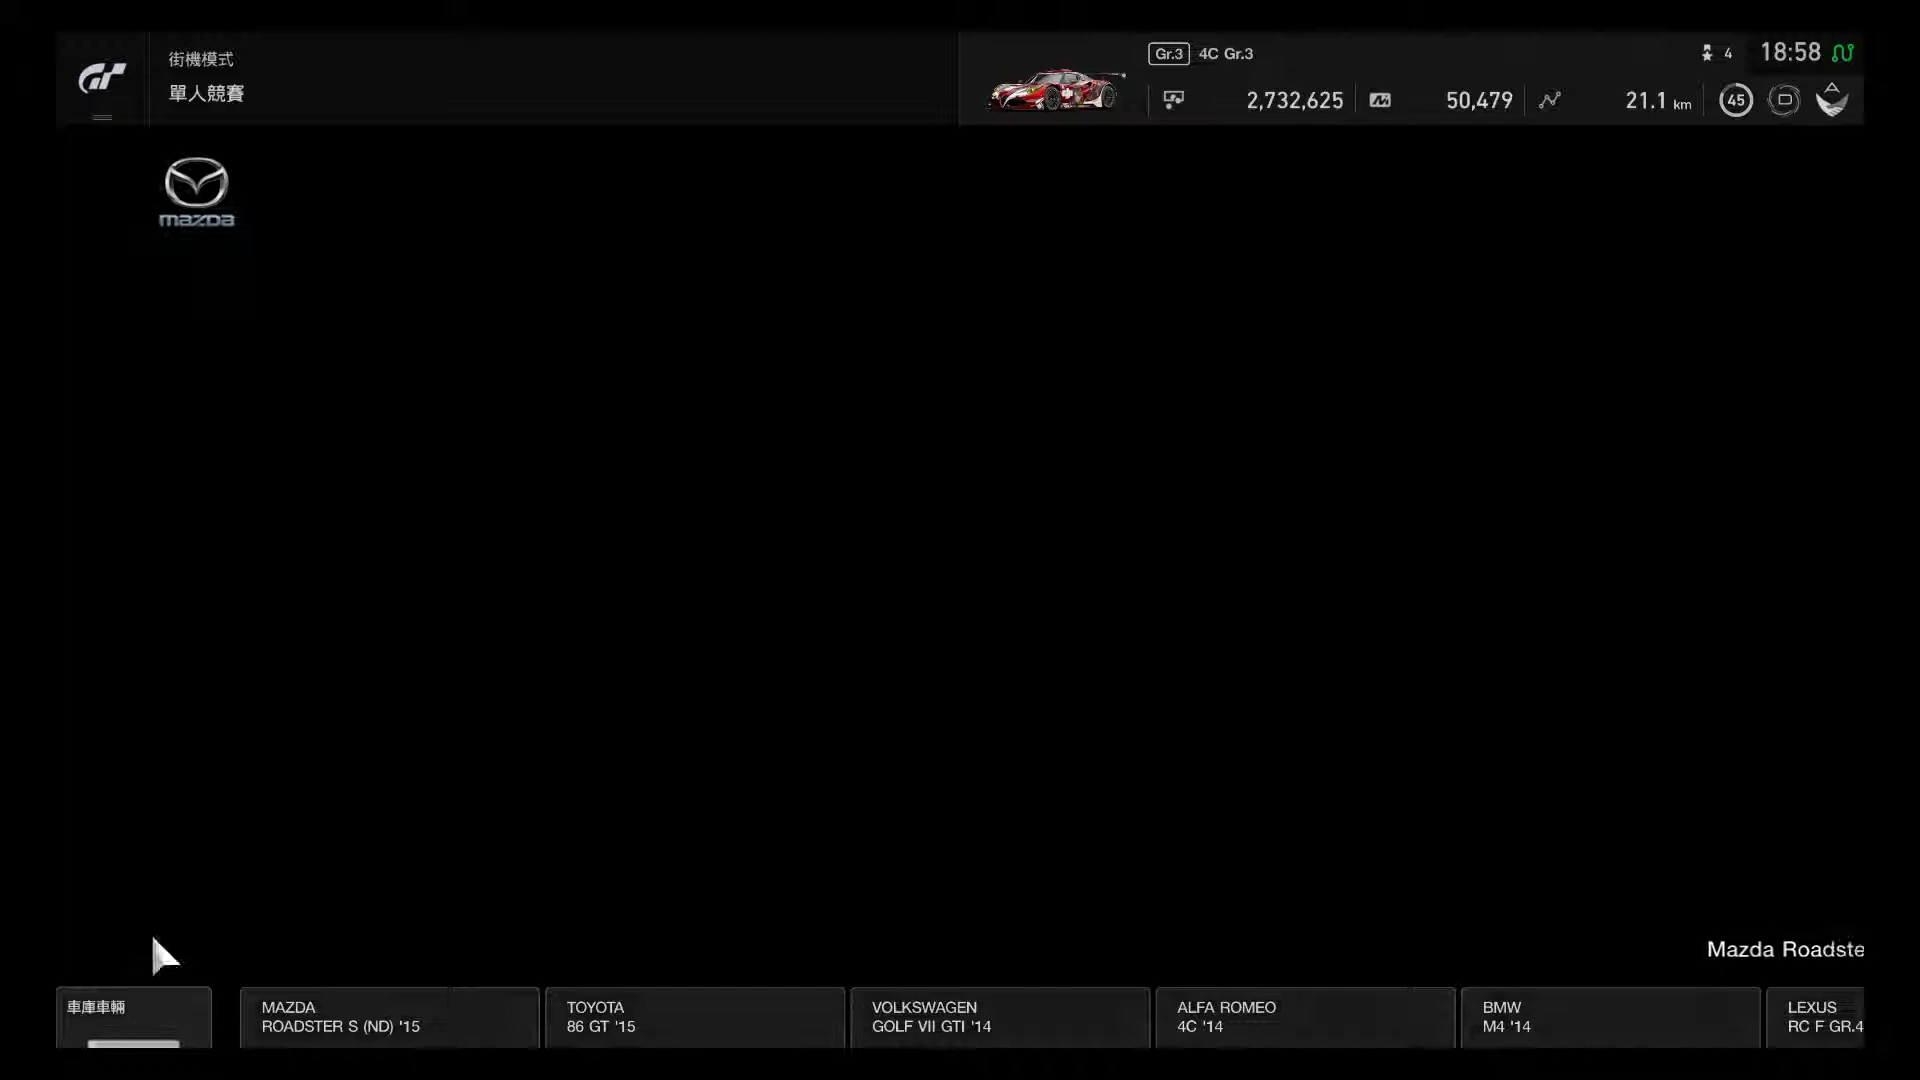 街機模式
單人競賽
Gr.3 4C Gr.3
4 18:58
2,732,625 50,479 21.1 km 45 D A
mazda
Mazda Roadste
車庫車輛
MAZDA
ROADSTER S (ND) '15
TOYOTA
86 GT '15
VOLKSWAGEN
GOLF VII GTI '14
ALFA ROMEO
4C '14
BMW
M4 '14
LEXUS
RC F GR.4